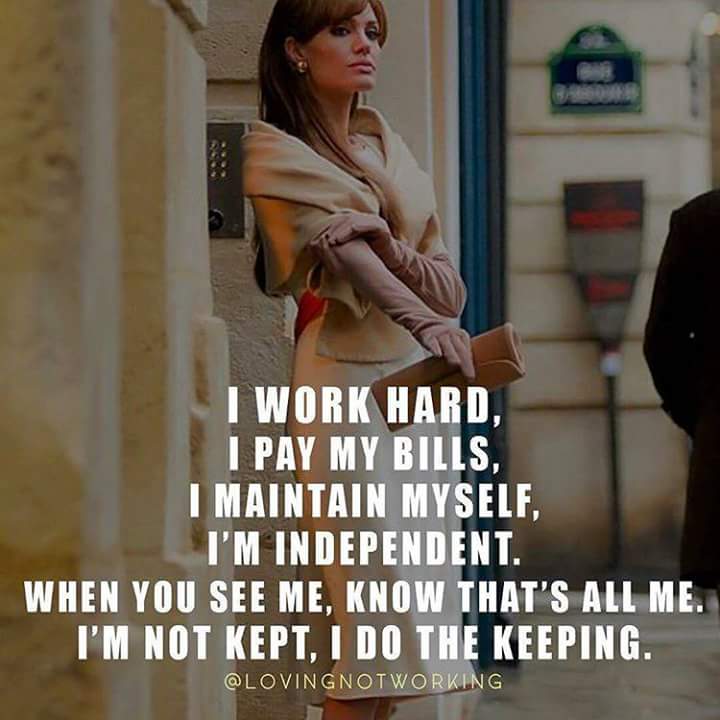 RUE
I WORK HARD,
I PAY MY BILLS,
I MAINTAIN MYSELF,
I'M INDEPENDENT.
WHEN YOU SEE ME, KNOW THAT'S ALL ME.
I'M NOT KEPT, I DO THE KEEPING.
@LOVINGNOTWORKING